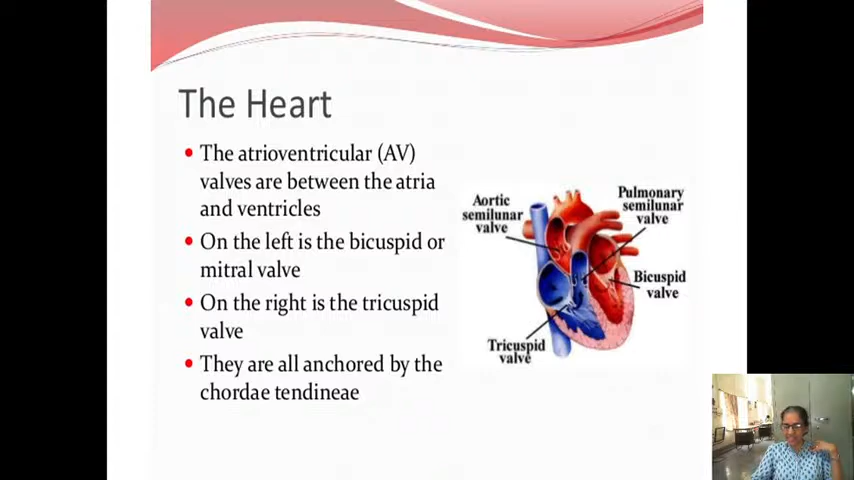 The Heart
The atrioventricular (AV)
valves are between the atria
and ventricles
On the left is the bicuspid or
mitral valve
On the right is the tricuspid
valve
They are all anchored by the
chordae tendineae
Aortic
semilunar
valve
Pulmonary
semilunar
valve
Bicuspid
valve
Tricuspid
valve